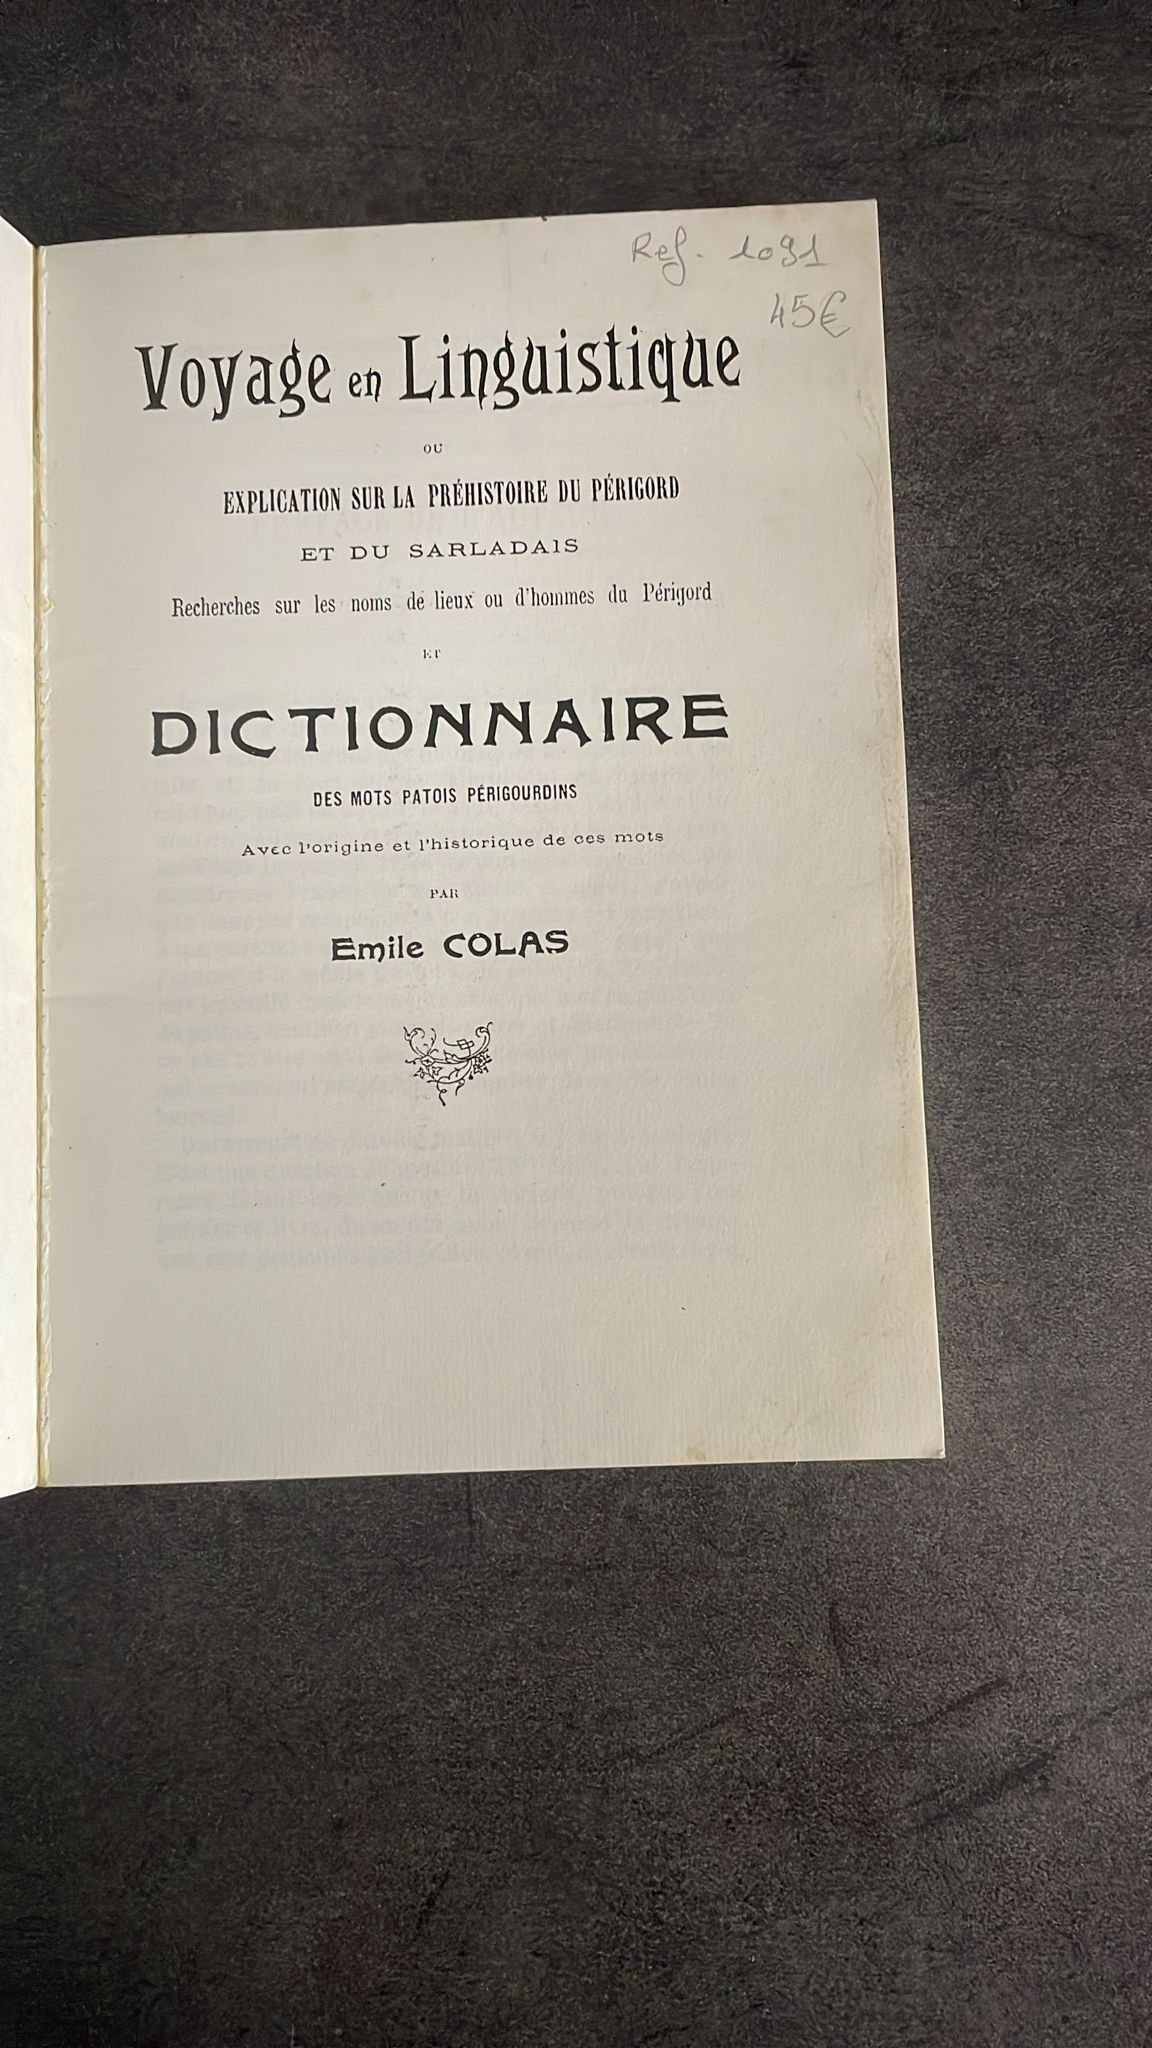 Ref. 1091
45€
Voyage en Linguistique
OU
EXPLICATION SUR LA PRÉHISTOIRE DU PÉRIGORD
ET DU SARLADAIS
Recherches sur les noms de lieux ou d'hommes du Périgord
ET
DICTIONNAIRE
DES MOTS PATOIS PÉRIGOURDINS
Avec l'origine et l'historique de ces mots
PAR
Emile COLAS